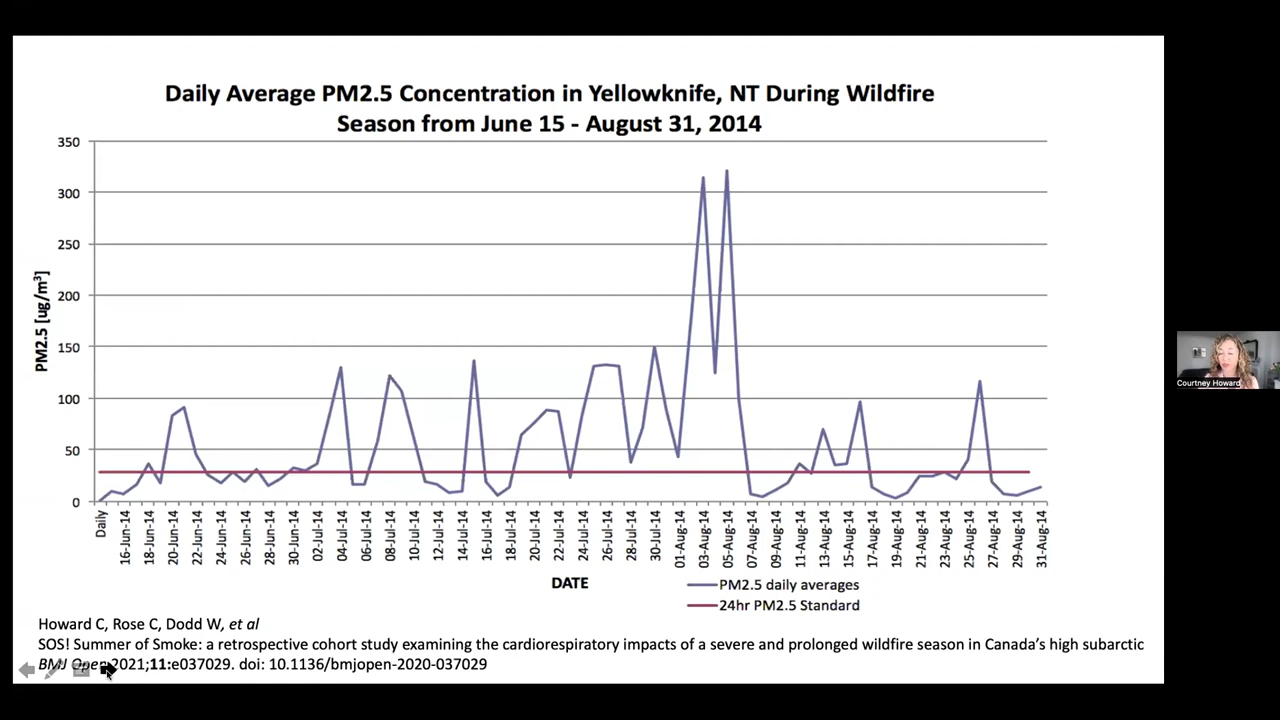 Daily Average PM2.5 Concentration in Yellowknife, NT During Wildfire
Season from June 15 - August 31, 2014
350
300
250
200
150
100
50
0
PM2.5 [ug/m³]
Daily
16-Jun-14
18-Jun-14
20-Jun-14
22-Jun-14
24-Jun-14
26-Jun-14
28-Jun-14
30-Jun-14
02-Jul-14
04-Jul-14
06-Jul-14
08-Jul-14
10-Jul-14
12-Jul-14
14-Jul-14
16-Jul-14
18-Jul-14
20-Jul-14
22-Jul-14
24-Jul-14
26-Jul-14
28-Jul-14
30-Jul-14
01-Aug-14
03-Aug-14
05-Aug-14
07-Aug-14
09-Aug-14
11-Aug-14
13-Aug-14
15-Aug-14
17-Aug-14
19-Aug-14
21-Aug-14
23-Aug-14
25-Aug-14
27-Aug-14
29-Aug-14
31-Aug-14
DATE
PM2.5 daily averages
24hr PM2.5 Standard
Howard C, Rose C, Dodd W, et al
SOS! Summer of Smoke: a retrospective cohort study examining the cardiorespiratory impacts of a severe and prolonged wildfire season in Canada's high subarctic
BMJ Open 2021;11:e037029. doi: 10.1136/bmjopen-2020-037029
Courtney Howard